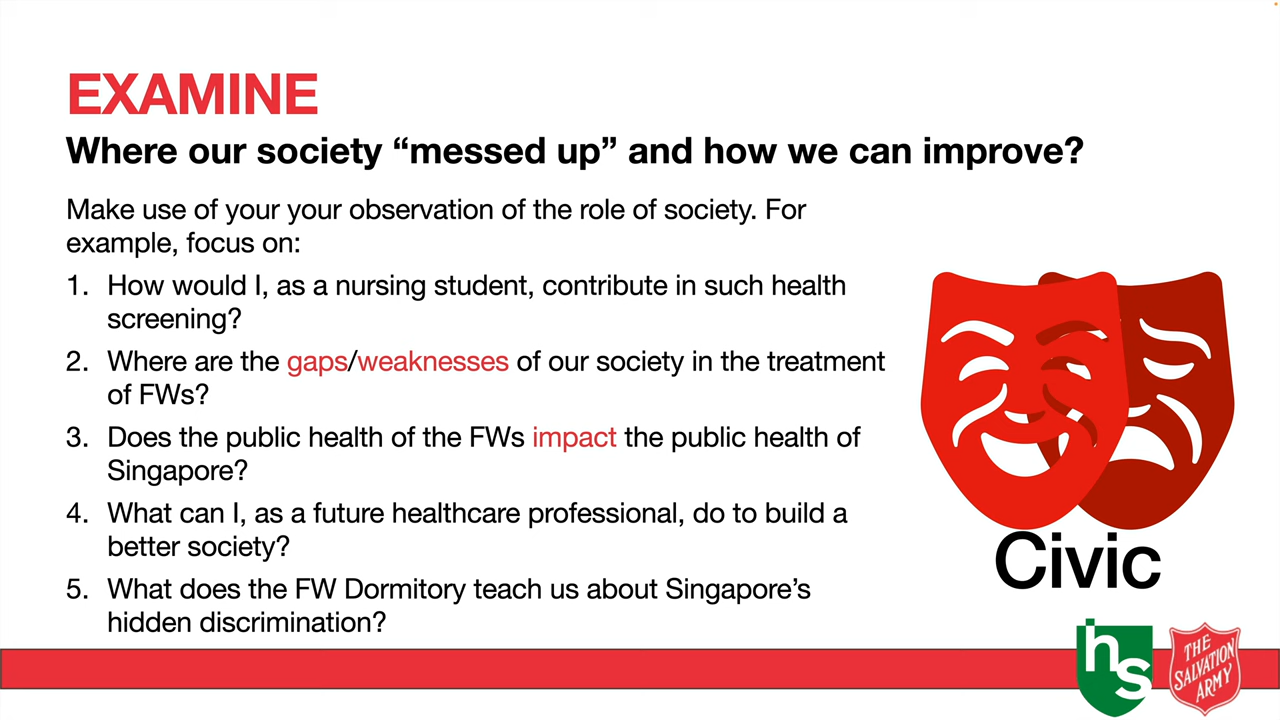 EXAMINE
Where our society “messed up” and how we can improve?
Make use of your your observation of the role of society. For
example, focus on:
1. How would I, as a nursing student, contribute in such health
screening?
2. Where are the gaps/weaknesses of our society in the treatment
of FWs?
3. Does the public health of the FWs impact the public health of
Singapore?
4. What can I, as a future healthcare professional, do to build a
better society?
5. What does the FW Dormitory teach us about Singapore’s
hidden discrimination?
Civic
hs
THE
SALVATION
ARMY